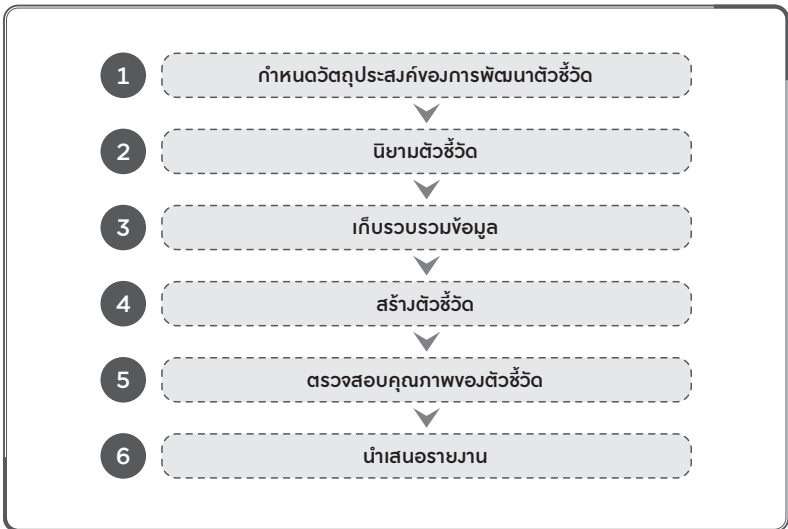 1 กำหนดวัตถุประสงค์ของการพัฒนาตัวชี้วัด
2 นิยามตัวชี้วัด
3 เก็บรวบรวมข้อมูล
4 สร้างตัวชี้วัด
5 ตรวจสอบคุณภาพของตัวชี้วัด
6 นำเสนอรายงาน